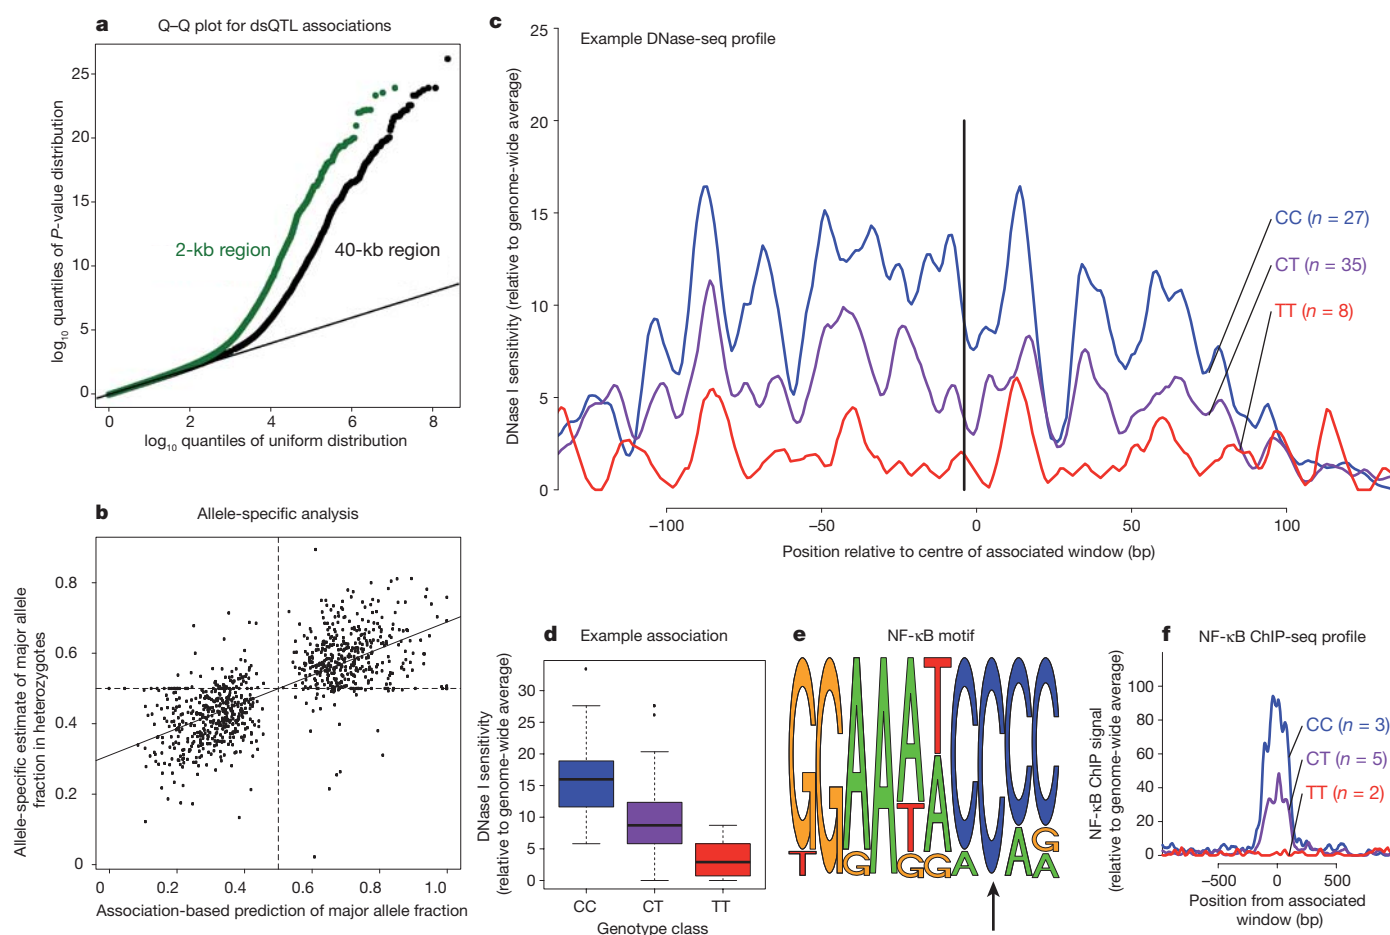 a
Q–Q plot for dsQTL associations
log10 quantiles of P-value distribution
25
20
15
10
5
0
2-kb region
40-kb region
0 2 4 6 8
log10 quantiles of uniform distribution
b
Allele-specific analysis
Allele-specific estimate of major allele
fraction in heterozygotes
0.8
0.6
0.4
0.2
0
0 0.2 0.4 0.6 0.8 1.0
Association-based prediction of major allele fraction
c
Example DNase-seq profile
DNase I sensitivity (relative to genome-wide average)
25
20
15
10
5
0
CC (n = 27)
CT (n = 35)
TT (n = 8)
–100 –50 0 50 100
Position relative to centre of associated window (bp)
d
Example association
DNase I sensitivity
(relative to genome-wide average)
30
25
20
15
10
5
0
CC CT TT
Genotype class
e
NF-κB motif
G G A A A T C C C C
T G T A A A G
G G A
f
NF-κB ChIP-seq profile
NF-κB ChIP signal
(relative to genome-wide average)
100
80
60
40
20
0
CC (n = 3)
CT (n = 5)
TT (n = 2)
–500 0 500
Position from associated
window (bp)